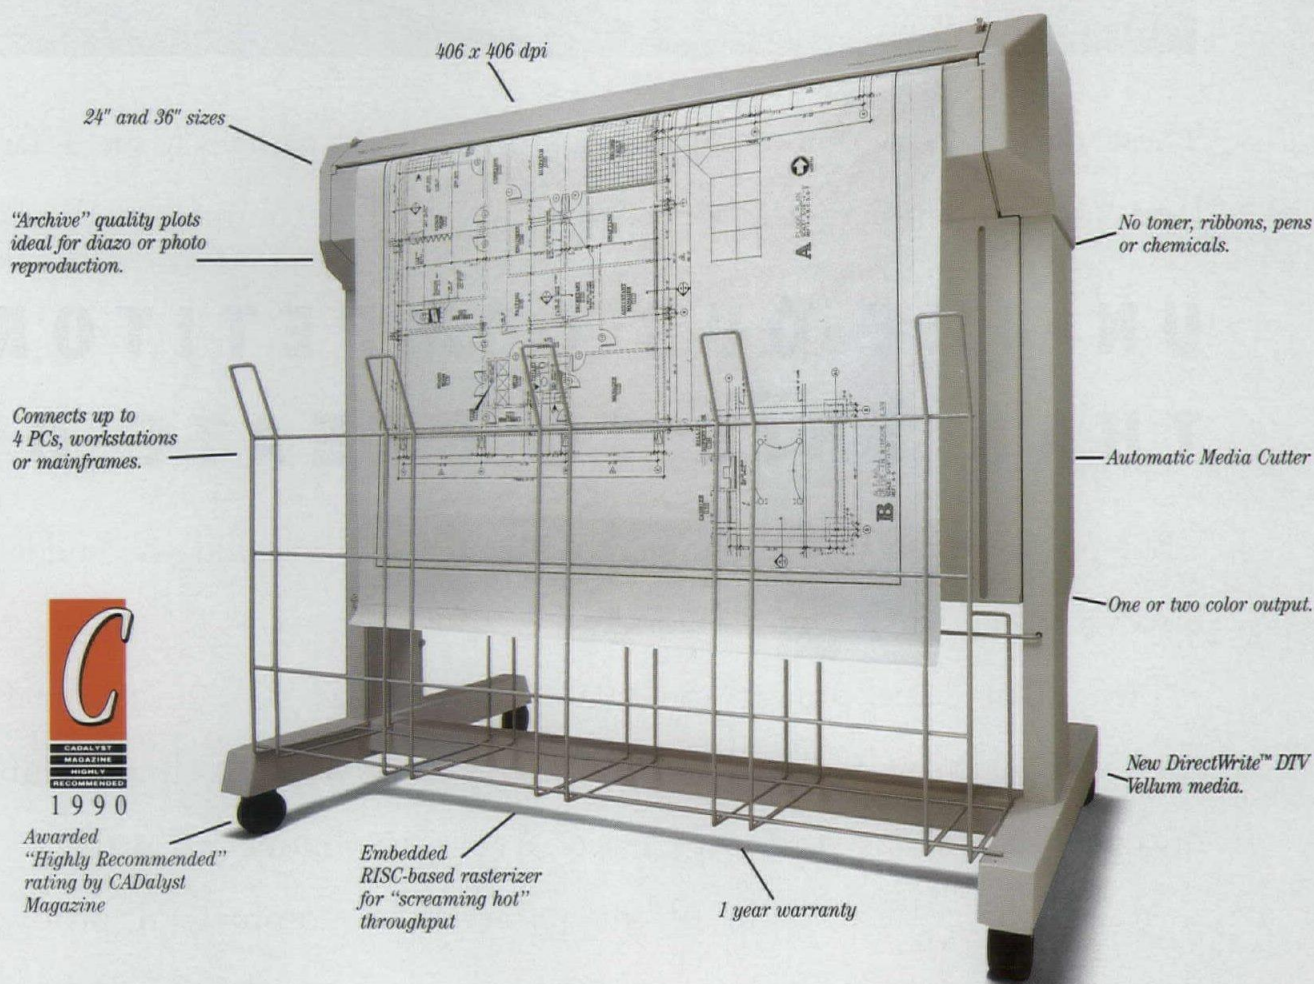 406 x 406 dpi
24" and 36" sizes
"Archive" quality plots
ideal for diazo or photo
reproduction.
No toner, ribbons, pens
or chemicals.
Connects up to
4 PCs, workstations
or mainframes.
Automatic Media Cutter
One or two color output.
New DirectWrite™ DTV
Vellum media.
C
CADALYST
MAGAZINE
HIGHLY
RECOMMENDED
1990
Awarded
"Highly Recommended"
rating by CADalyst
Magazine
Embedded
RISC-based rasterizer
for "screaming hot"
throughput
1 year warranty
A
B